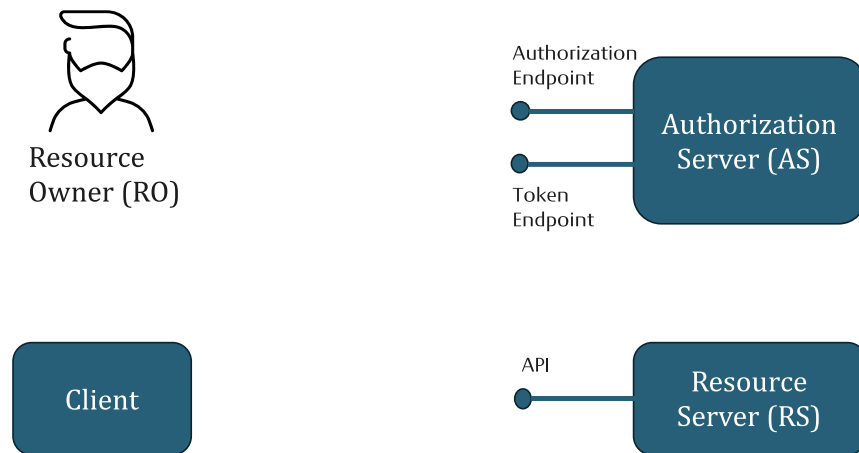 Authorization
Endpoint
Authorization
Server (AS)
Resource
Owner (RO)
Token
Endpoint
API
Client
Resource
Server (RS)